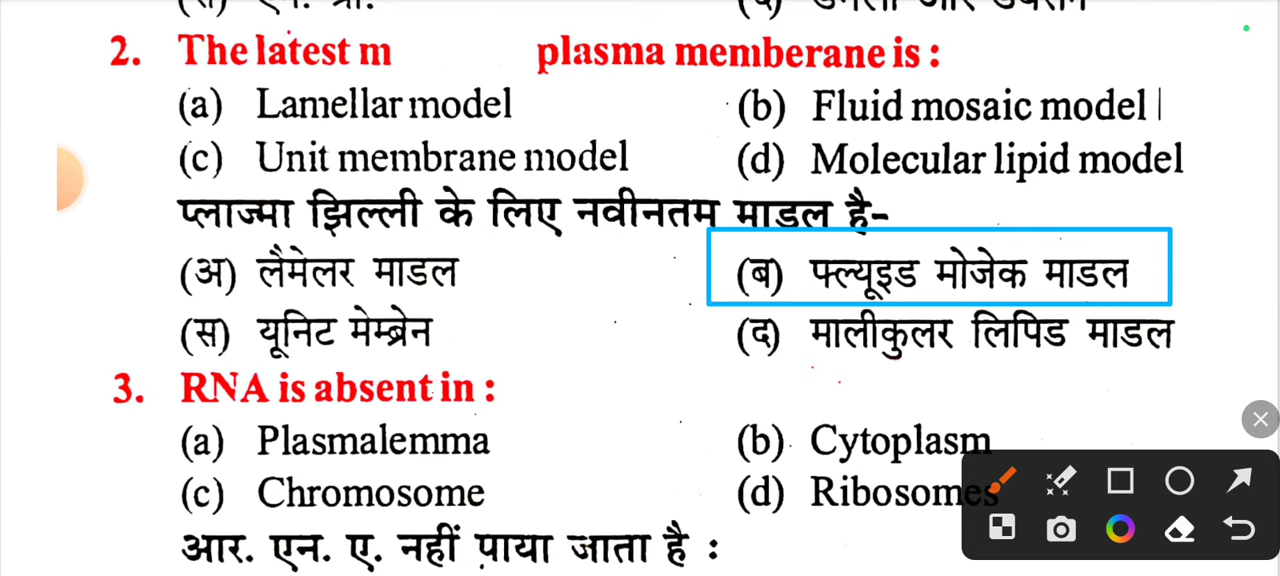 2. The latest m plasma memberane is :
(a) Lamellar model (b) Fluid mosaic model
(c) Unit membrane model (d) Molecular lipid model
प्लाज्मा झिल्ली के लिए नवीनतम माडल है-
(अ) लैमेलर माडल (ब) फ्ल्यूइड मोजेक माडल
(स) यूनिट मेम्ब्रेन (द) मालीकुलर लिपिड माडल
3. RNA is absent in :
(a) Plasmalemma (b) Cytoplasm
(c) Chromosome (d) Ribosomes
आर. एन. ए. नहीं पाया जाता है :